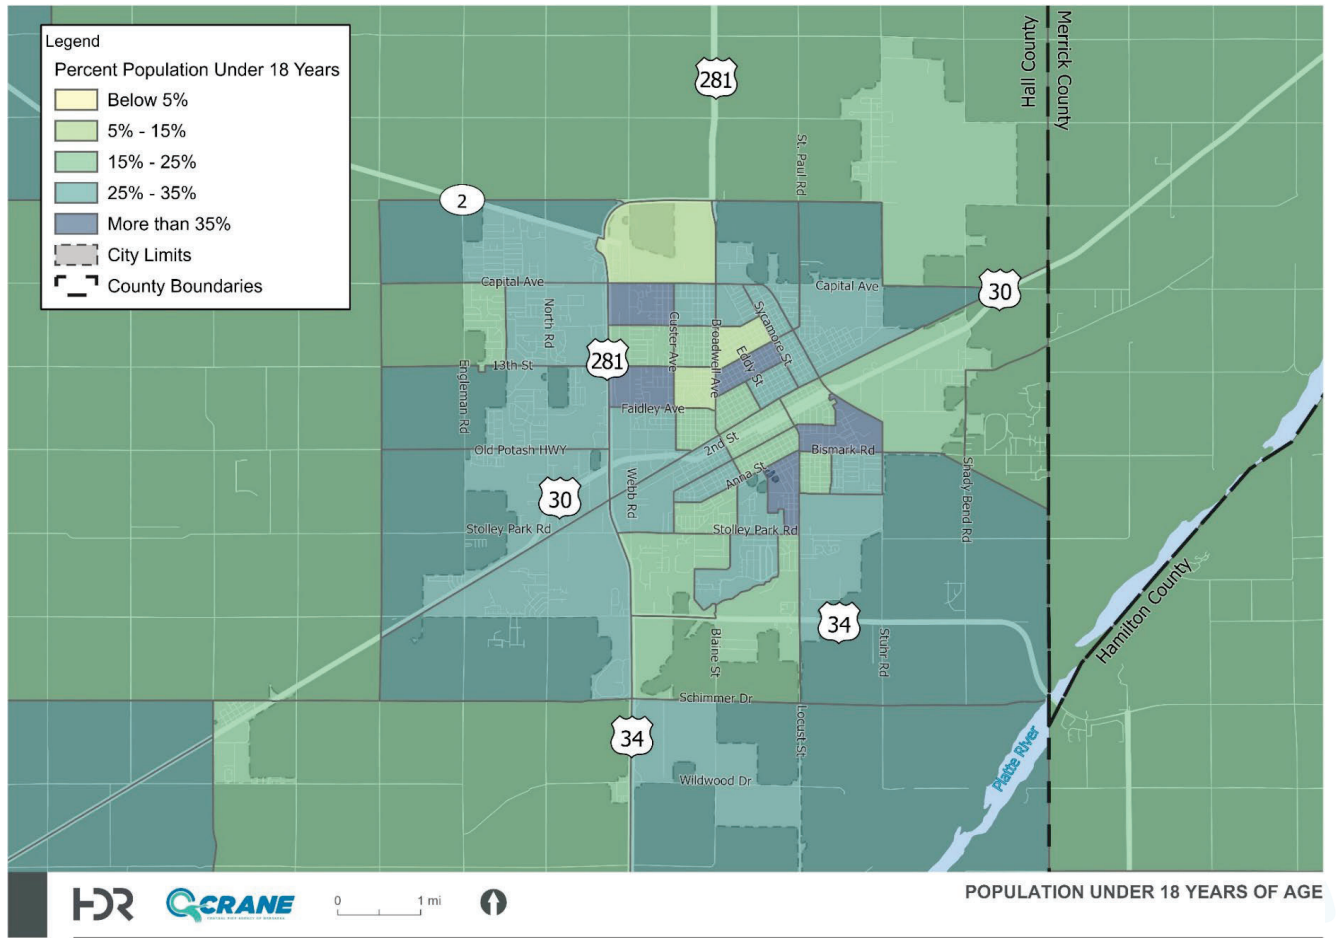 Legend
Percent Population Under 18 Years
Below 5%
5% - 15%
15% - 25%
25% - 35%
More than 35%
City Limits
County Boundaries
281
Hall County
Merrick County
St. Paul Rd
2
Capital Ave
Capital Ave
30
North Rd
Custer Ave
Broadwell Ave
Sycamore St
Eddy St
281
13th St
Engleman Rd
Faidley Ave
2nd St
Old Potash HWY
Bismark Rd
Anna St
Webb Rd
Shady Bend Rd
30
Stolley Park Rd
Stolley Park Rd
34
Hamilton County
Blaine St
Stuhr Rd
Schimmer Dr
Locust St
34
Platte River
Wildwood Dr
HDR
CRANE
0 1 mi
POPULATION UNDER 18 YEARS OF AGE